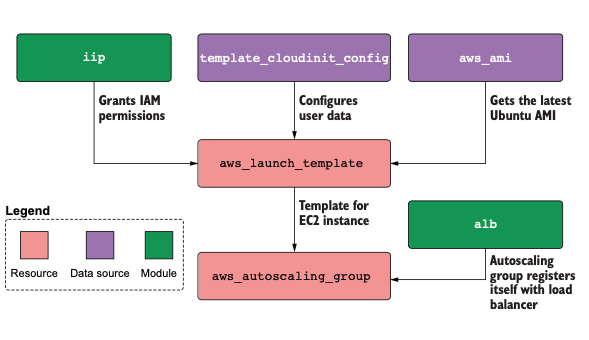 iip
template_cloudinit_config
aws_ami
Grants IAM
permissions
Configures
user data
Gets the latest
Ubuntu AMI
aws_launch_template
Template for
EC2 instance
alb
Legend
Resource
Data source
Module
aws_autoscaling_group
Autoscaling
group registers
itself with load
balancer